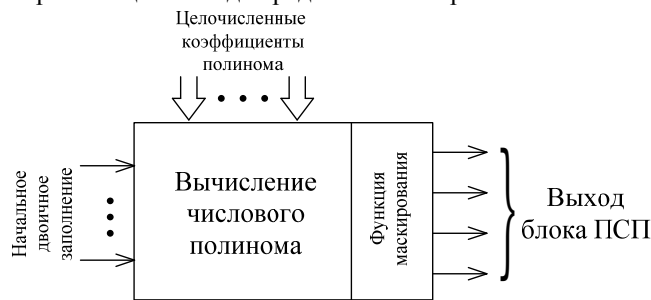 Целочисленные
коэффициенты
полинома
Начальное
двоичное
заполнение
Вычисление
числового
полинома
Функция
маскирования
Выход
блока ПСП